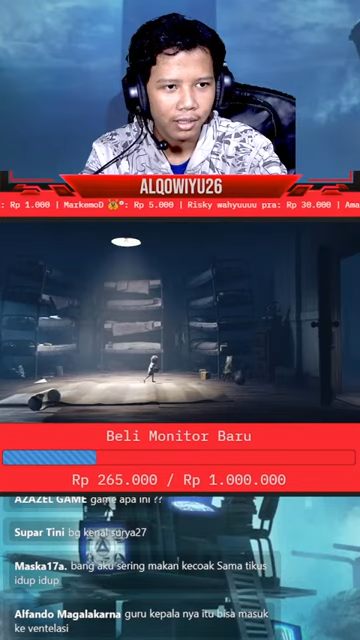 ALQOWIYU26
: Rp 1.000 | MarkemoD : Rp 5.000 | Risky wahyuuuu pra: Rp 30.000 | Ama
Beli Monitor Baru
Rp 265.000 / Rp 1.000.000
AZAZEL GAME game apa ini ??
Supar Tini bg kenal surya27
Maska17a. bang aku sering makan kecoak Sama tikus
idup idup
Alfando Magalakarna guru kepala nya itu bisa masuk
ke ventelasi